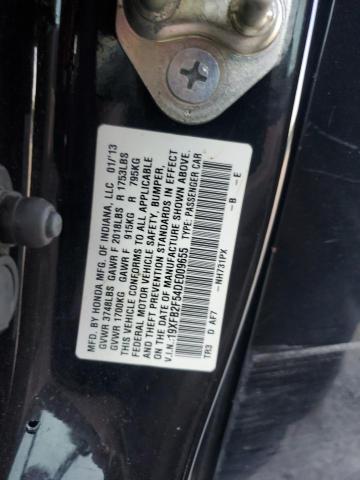 MFD. BY HONDA MFG. OF INDIANA, LLC 01/13
GVWR 3748LBS GAWR F 2018LBS R 1753LBS
GVWR 1700KG GAWR F 915KG R 795KG
THIS VEHICLE CONFORMS TO ALL APPLICABLE
FEDERAL MOTOR VEHICLE SAFETY, BUMPER,
AND THEFT PREVENTION STANDARDS IN EFFECT
ON THE DATE OF MANUFACTURE SHOWN ABOVE.
V.I.N.:19XFB2F54DE009655 TYPE:PASSENGER CAR
-NH731PX -B -E
TR3 0 AF7